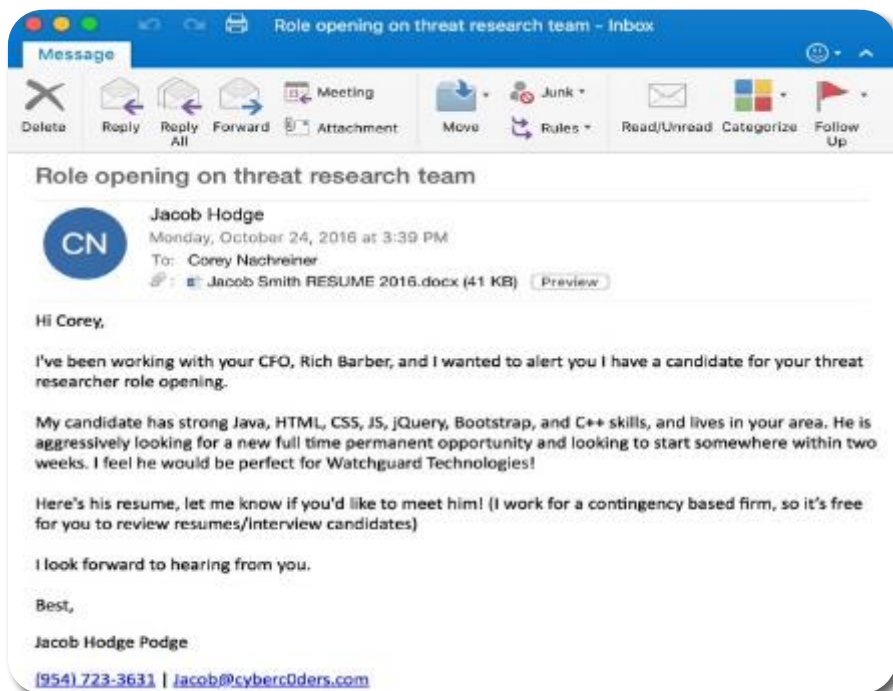 Role opening on threat research team - Inbox
Message
Delete
Reply
Reply All
Forward
Meeting
Attachment
Move
Junk
Rules
Read/Unread
Categorize
Follow Up
Role opening on threat research team
CN
Jacob Hodge
Monday, October 24, 2016 at 3:39 PM
To: Corey Nachreiner
Jacob Smith RESUME 2016.docx (41 KB) Preview
Hi Corey,
I've been working with your CFO, Rich Barber, and I wanted to alert you I have a candidate for your threat
researcher role opening.
My candidate has strong Java, HTML, CSS, JS, jQuery, Bootstrap, and C++ skills, and lives in your area. He is
aggressively looking for a new full time permanent opportunity and looking to start somewhere within two
weeks. I feel he would be perfect for Watchguard Technologies!
Here's his resume, let me know if you'd like to meet him! (I work for a contingency based firm, so it's free
for you to review resumes/interview candidates)
I look forward to hearing from you.
Best,
Jacob Hodge Podge
(954) 723-3631 | Jacob@cyberc0ders.com